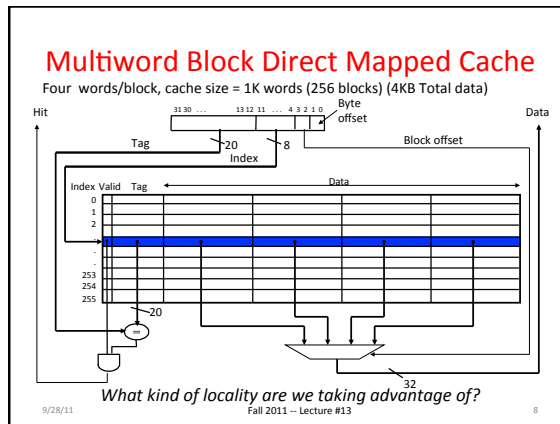 Multiword Block Direct Mapped Cache
Four words/block, cache size = 1K words (256 blocks) (4KB Total data)
Hit
31 30 . . . 13 12 11 . . . 4 3 2 1 0
Byte offset
Data
Tag
20
8
Index
Block offset
Data
Index Valid Tag
0
1
2
.
.
.
253
254
255
20
=
32
What kind of locality are we taking advantage of?
9/28/11
Fall 2011 -- Lecture #13
8